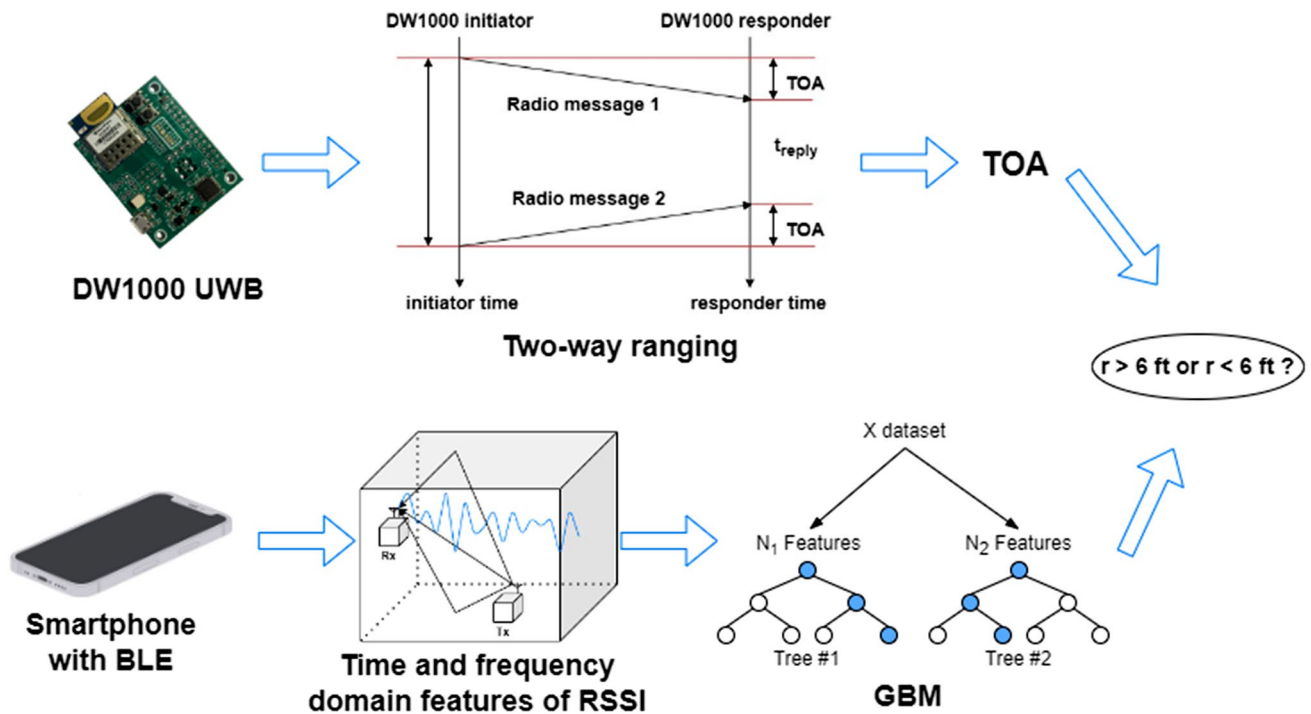 DW1000 initiator
DW1000 responder
TOA
Radio message 1
t_reply
Radio message 2
TOA
initiator time
responder time
Two-way ranging
DW1000 UWB
TOA
r > 6 ft or r < 6 ft ?
Smartphone
with BLE
Rx
Tx
Time and frequency
domain features of RSSI
X dataset
N₁ Features
N₂ Features
Tree #1
Tree #2
GBM